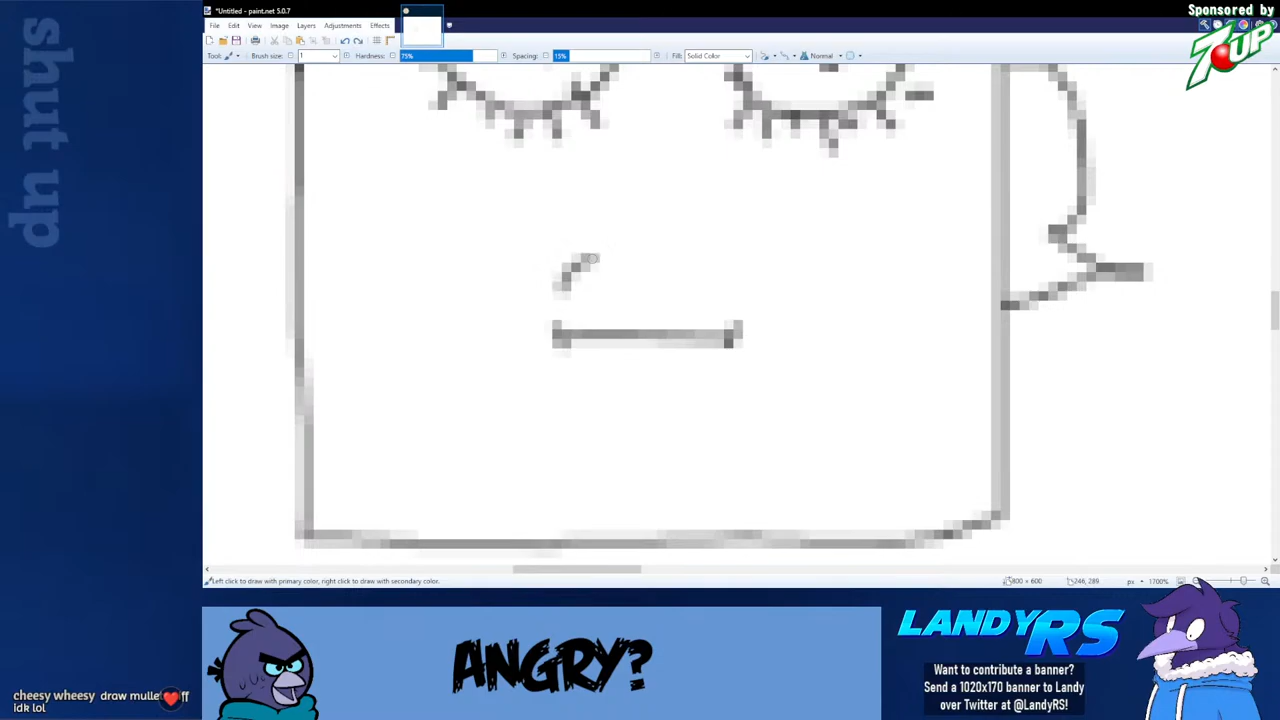 *Untitled - paint.net 5.0.7
File Edit View Image Layers Adjustments Effects
Tool: Brush size: 1 Hardness: 75% Spacing: 15% Fill: Solid Color Normal
Sponsored by
7UP
shut up
Left click to draw with primary color, right click to draw with secondary color.
800 × 600 246, 289 px 1700%
cheesy wheesy draw
idk lol
ANGRY?
LANDYRS
Want to contribute a banner?
Send a 1020x170 banner to Landy
over Twitter at @LandyRS!